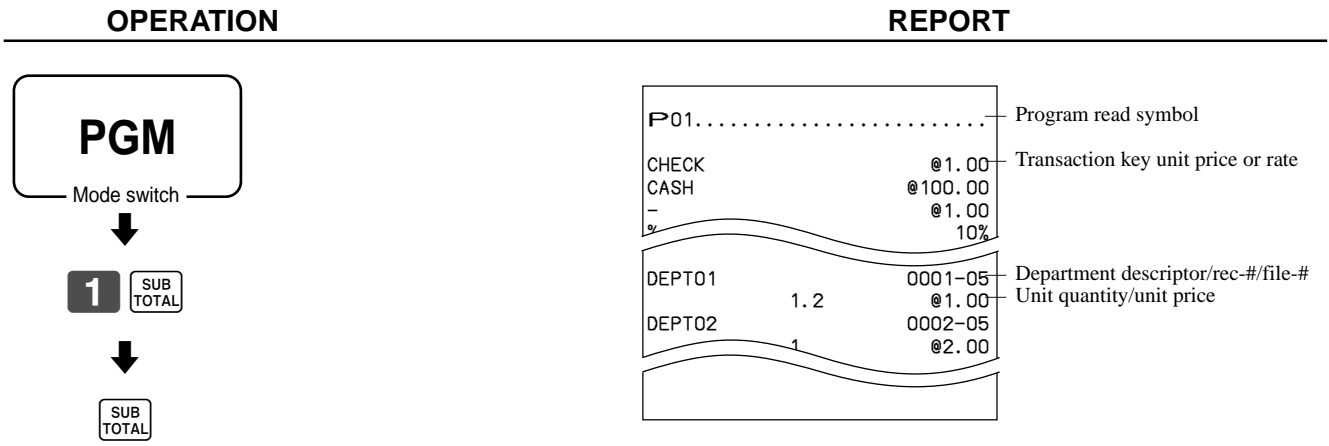 OPERATION
REPORT
PGM
Mode switch
1 SUB TOTAL
SUB TOTAL
P01......................... Program read symbol
CHECK @1.00 Transaction key unit price or rate
CASH @100.00
- @1.00
% 10%
DEPT01 0001-05 Department descriptor/rec-#/file-#
1.2 @1.00 Unit quantity/unit price
DEPT02 0002-05
1 @2.00